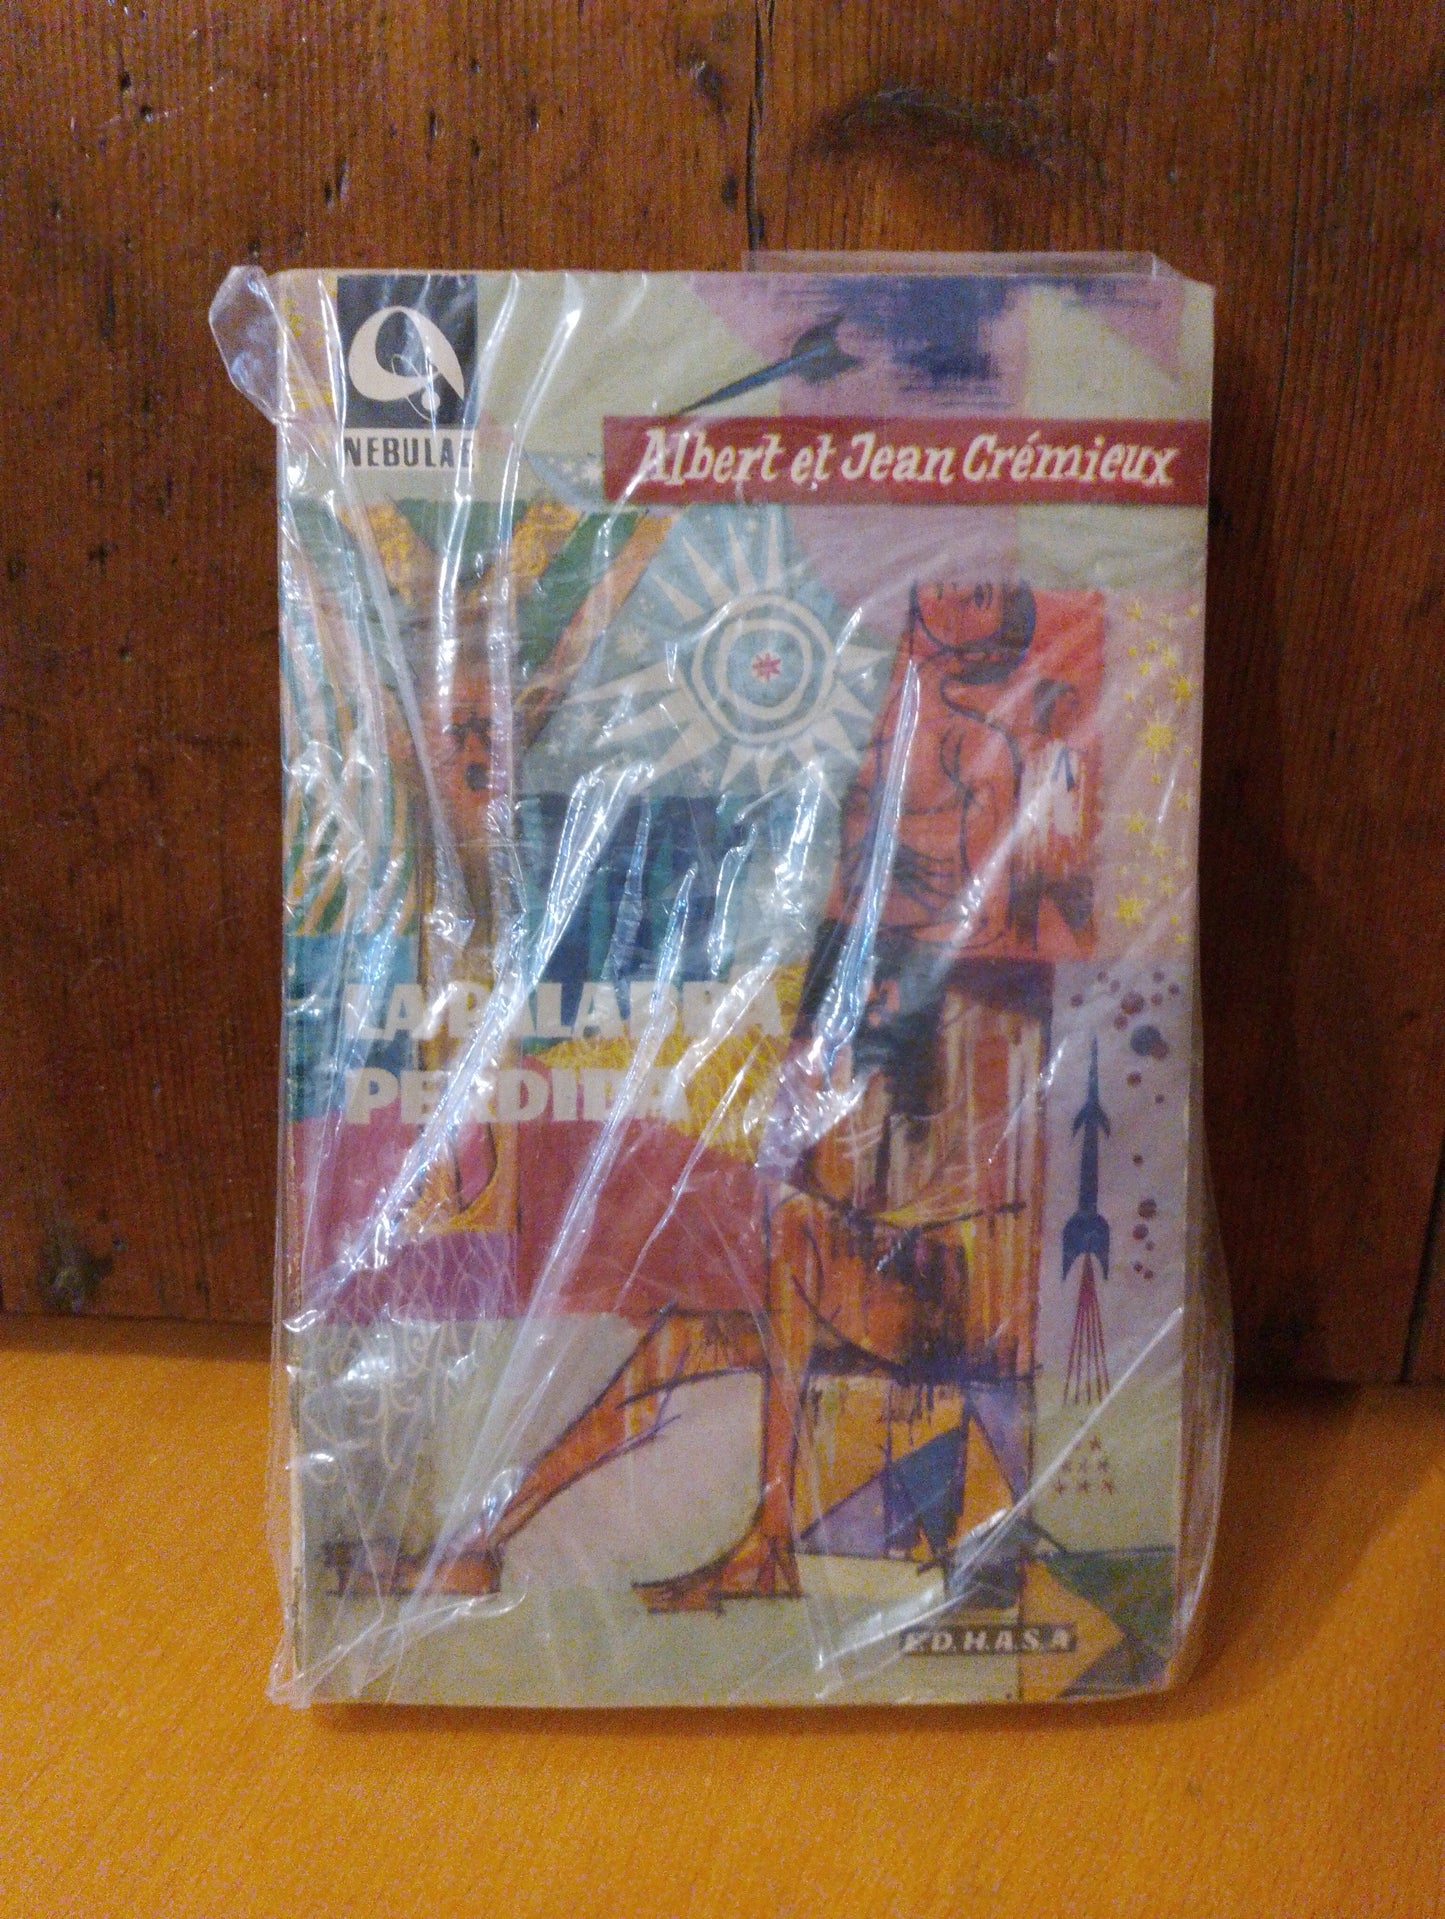 NEBULAE
Albert et Jean Crémieux
LA PALABRA
PERDIDA
E.D.H.A.S.A